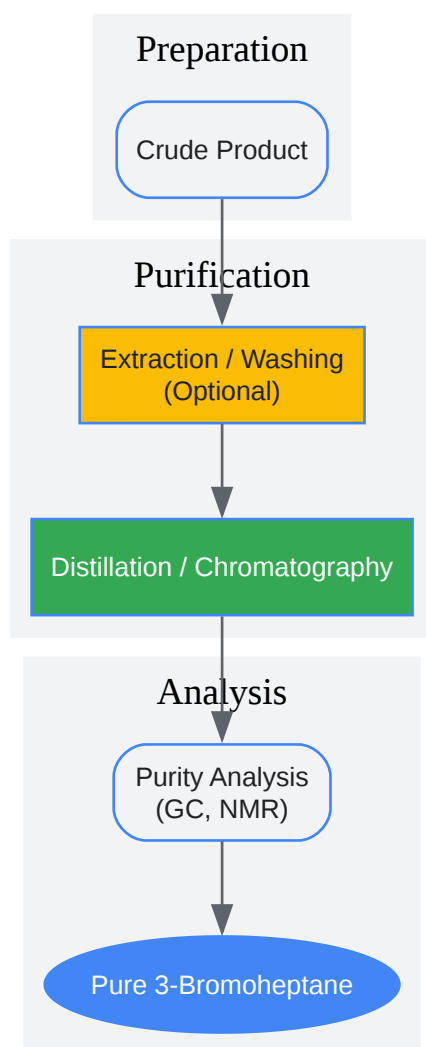 Preparation
Crude Product
Purification
Extraction / Washing
(Optional)
Distillation / Chromatography
Analysis
Purity Analysis
(GC, NMR)
Pure 3-Bromoheptane